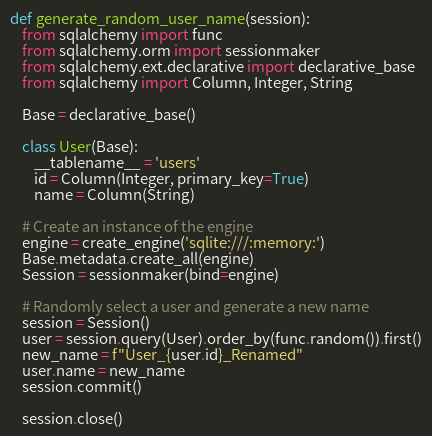 def generate_random_user_name(session):
    from sqlalchemy import func
    from sqlalchemy.orm import sessionmaker
    from sqlalchemy.ext.declarative import declarative_base
    from sqlalchemy import Column, Integer, String

    Base = declarative_base()

    class User(Base):
        __tablename__ = 'users'
        id = Column(Integer, primary_key=True)
        name = Column(String)

    # Create an instance of the engine
    engine = create_engine('sqlite:///:memory:')
    Base.metadata.create_all(engine)
    Session = sessionmaker(bind=engine)

    # Randomly select a user and generate a new name
    session = Session()
    user = session.query(User).order_by(func.random()).first()
    new_name = f"User_{user.id}_Renamed"
    user.name = new_name
    session.commit()

    session.close()